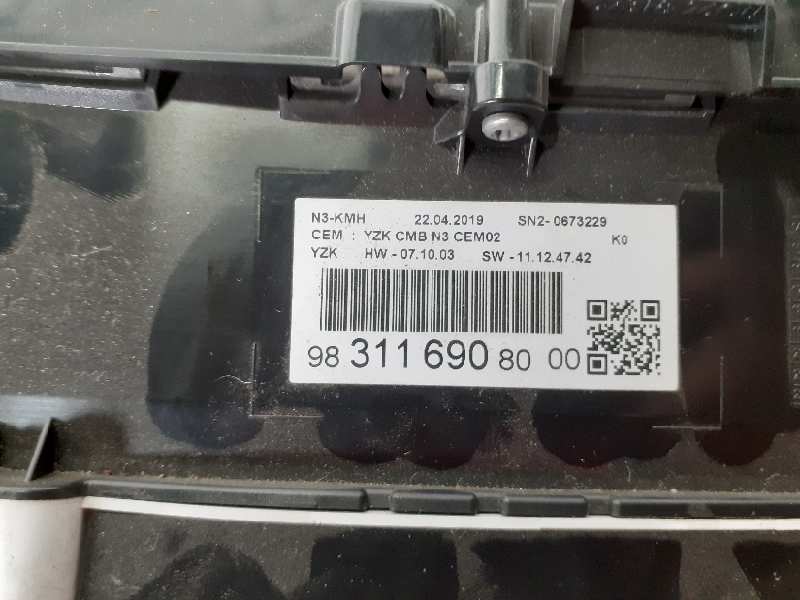 N3-KMH 22.04.2019 SN2- 0673229
CEM : YZK CMB N3 CEM02 K0
YZK HW - 07.10.03 SW - 11.12.47.42
98 311 690 80 00